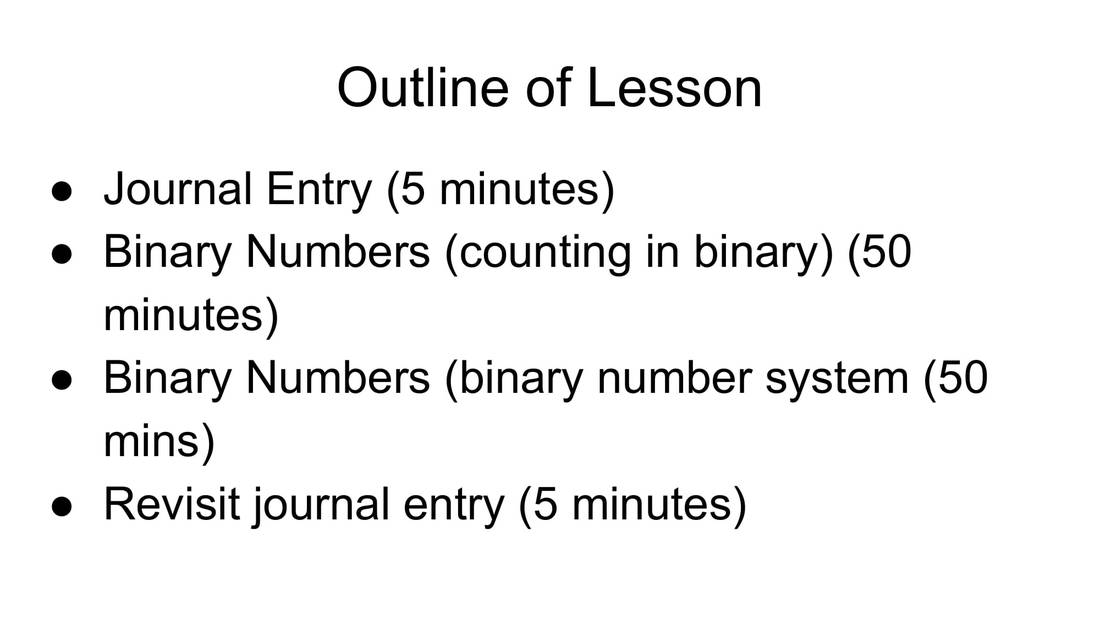 Outline of Lesson
● Journal Entry (5 minutes)
● Binary Numbers (counting in binary) (50
minutes)
● Binary Numbers (binary number system (50
mins)
● Revisit journal entry (5 minutes)